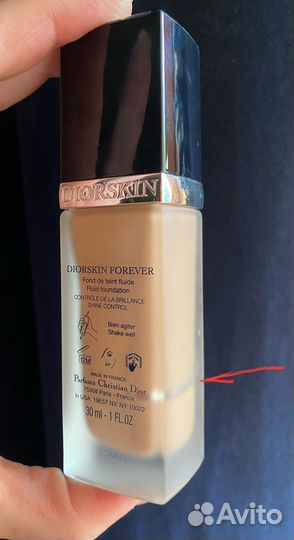 DIORSKIN
DIORSKIN FOREVER
Fond de teint fluide
Fluid foundation
CONTRÔLE DE LA BRILLANCE
SHINE CONTROL
Bien agiter
Shake well
12M
MADE IN FRANCE
Parfums Christian Dior
75008 Paris - France
In USA: 19E57 NY. NY 10022
30 ml - 1 FL.OZ
Avito